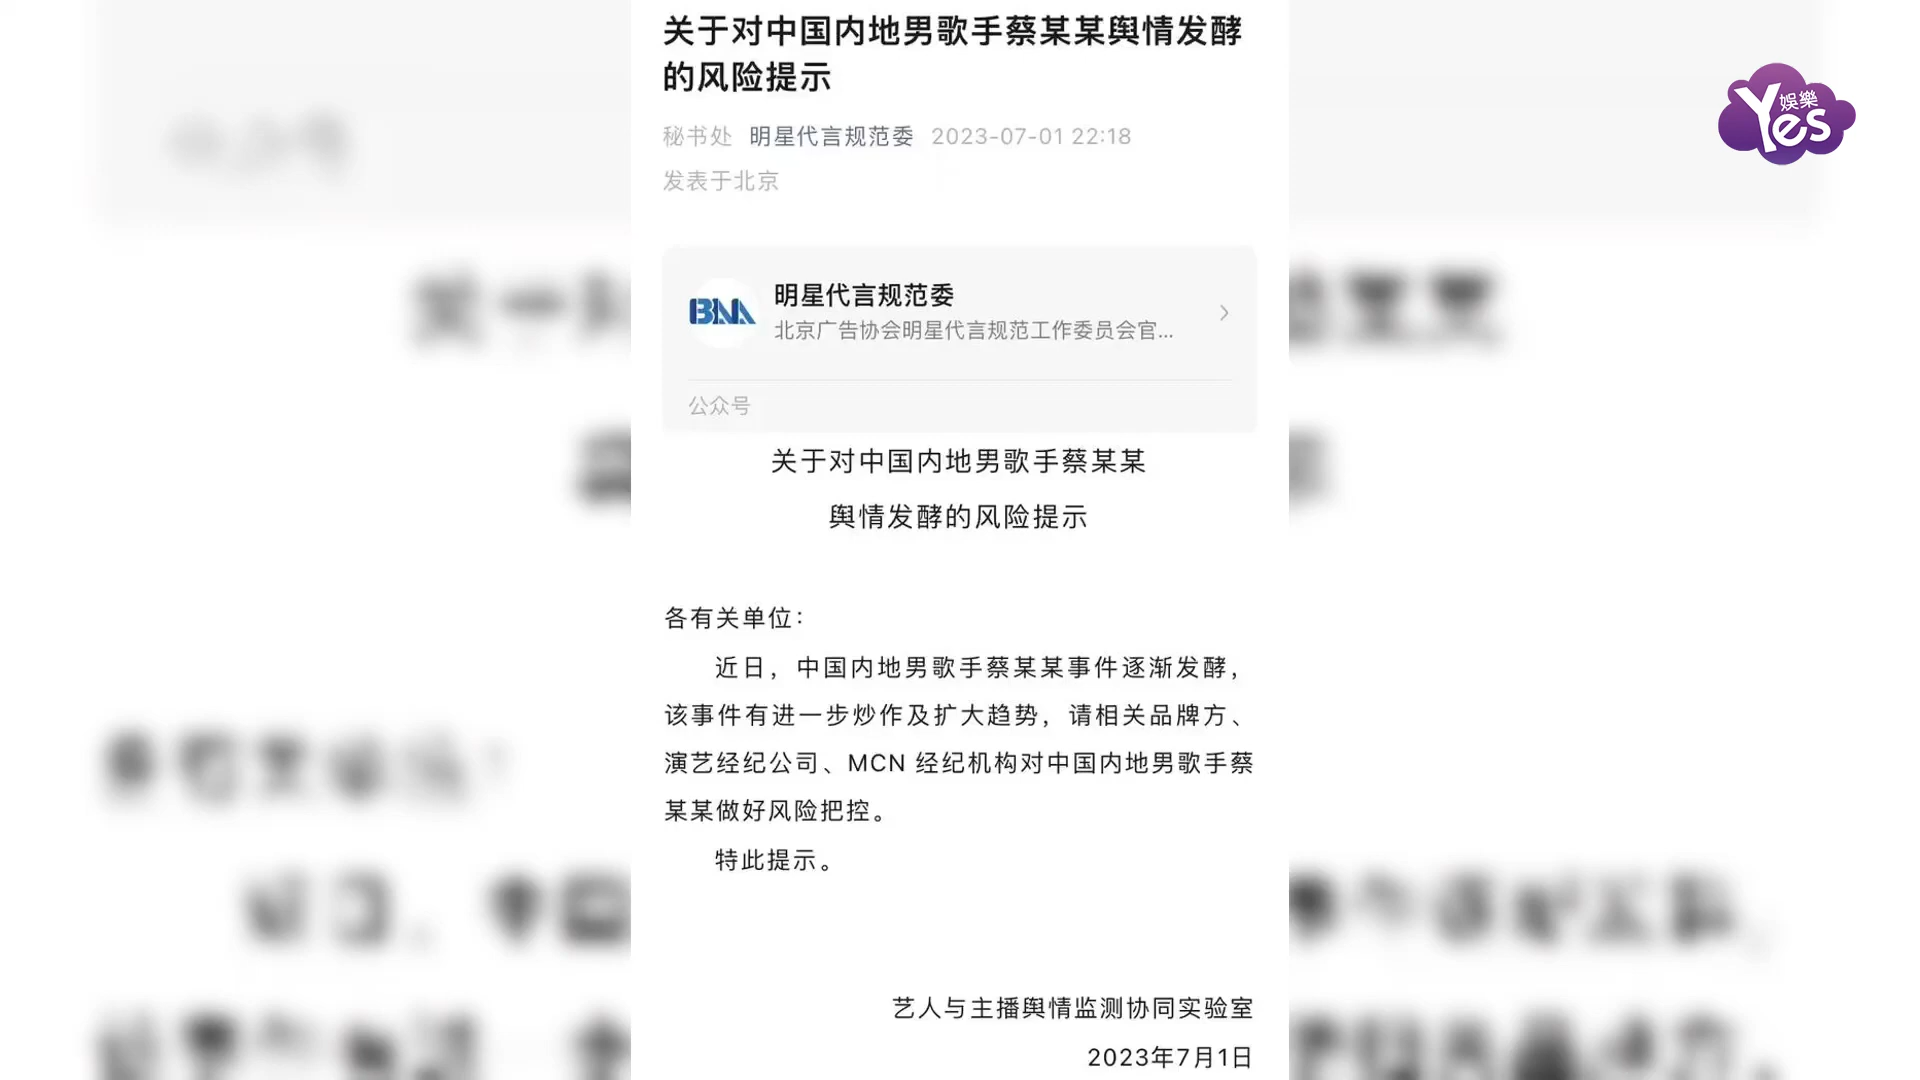 关于对中国内地男歌手蔡某某舆情发酵
的风险提示
秘书处 明星代言规范委 2023-07-01 22:18
发表于北京
娱樂
Yes
BAA
明星代言规范委
北京广告协会明星代言规范工作委员会官...
公众号
关于对中国内地男歌手蔡某某
舆情发酵的风险提示
各有关单位：
近日，中国内地男歌手蔡某某事件逐渐发酵，
该事件有进一步炒作及扩大趋势，请相关品牌方、
演艺经纪公司、MCN 经纪机构对中国内地男歌手蔡
某某做好风险把控。
特此提示。
艺人与主播舆情监测协同实验室
2023年7月1日